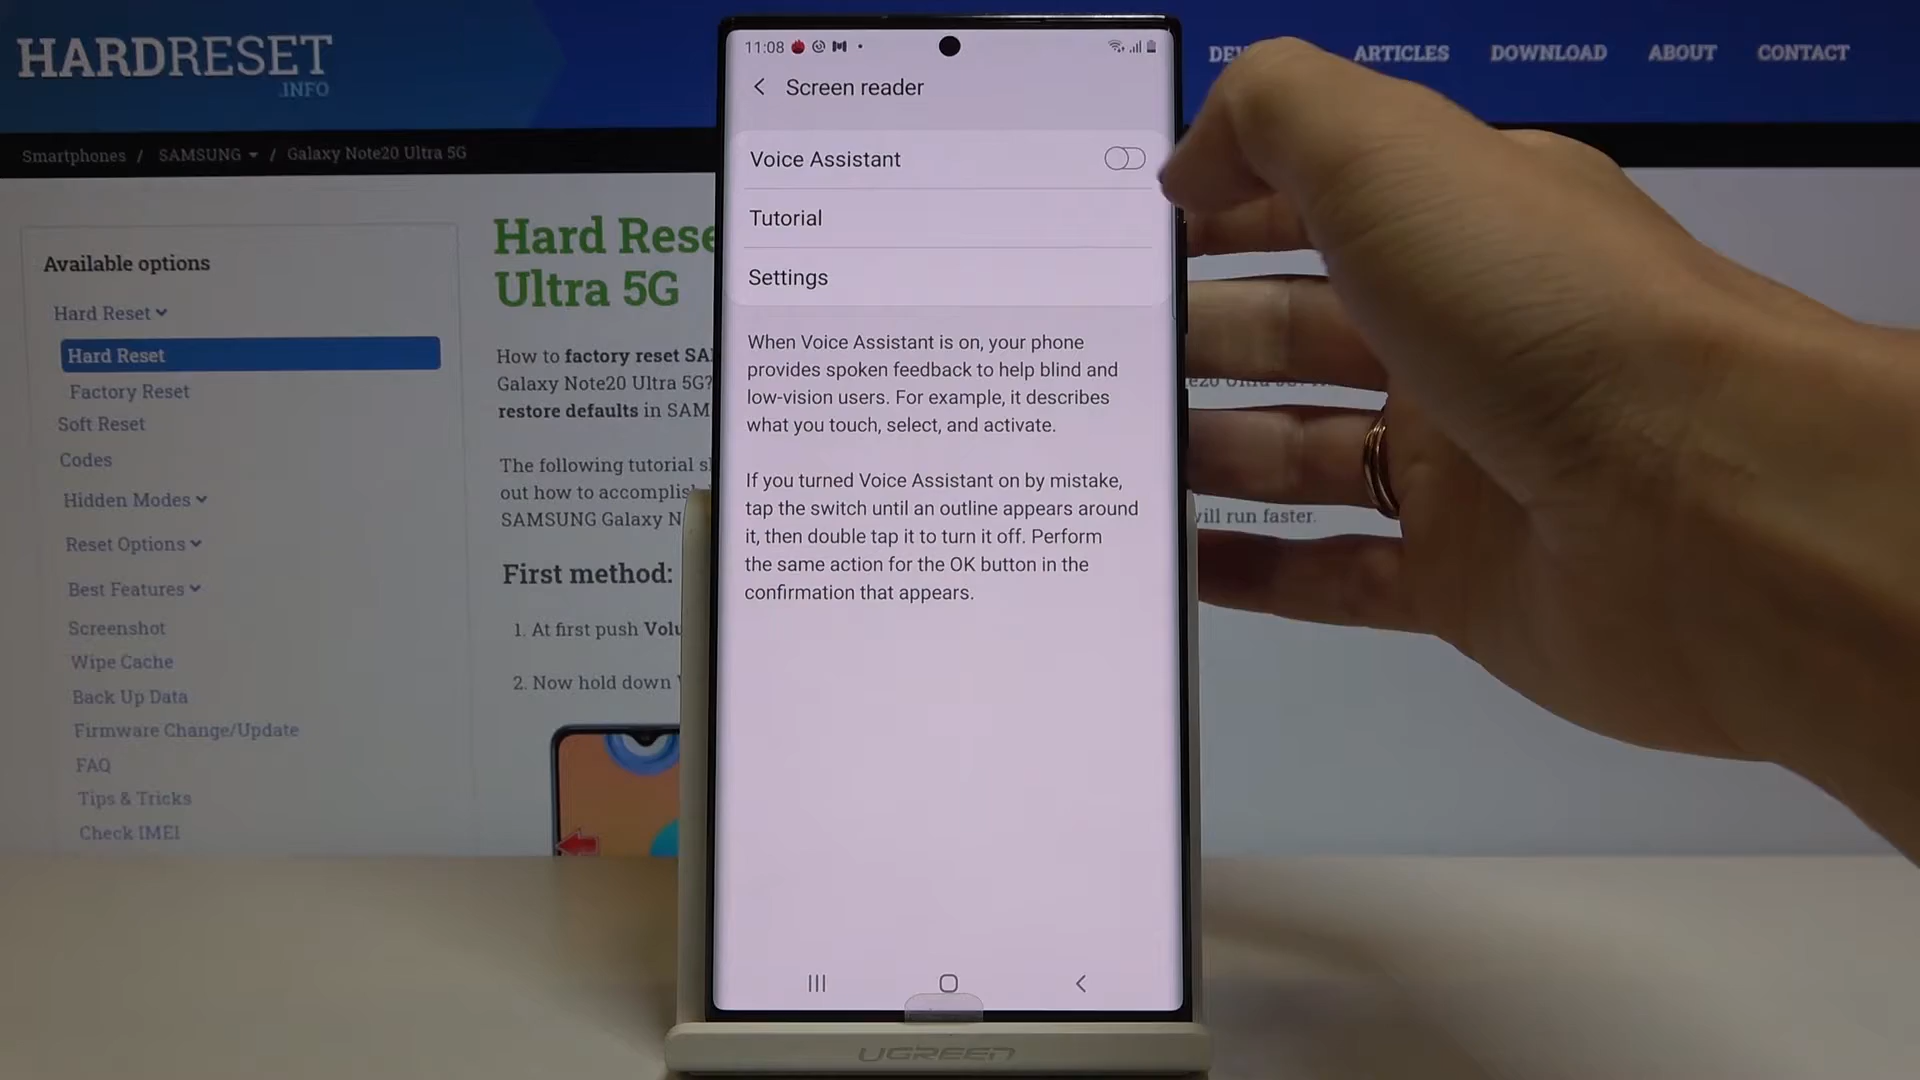 HARDRESET
.INFO
ARTICLES
DOWNLOAD
ABOUT
CONTACT
Smartphones / SAMSUNG / Galaxy Note20 Ultra 5G
Available options
Hard Reset
Hard Reset
Factory Reset
Soft Reset
Codes
Hidden Modes
Reset Options
Best Features
Screenshot
Wipe Cache
Back Up Data
Firmware Change/Update
FAQ
Tips & Tricks
Check IMEI
Hard Rese
Ultra 5G
How to factory reset SA
Galaxy Note20 Ultra 5G?
restore defaults in SAM
The following tutorial s
out how to accomplish
SAMSUNG Galaxy N
First method:
1. At first push Volu
2. Now hold down
will run faster.
11:08
Screen reader
Voice Assistant
Tutorial
Settings
When Voice Assistant is on, your phone
provides spoken feedback to help blind and
low-vision users. For example, it describes
what you touch, select, and activate.
If you turned Voice Assistant on by mistake,
tap the switch until an outline appears around
it, then double tap it to turn it off. Perform
the same action for the OK button in the
confirmation that appears.
UGREEN